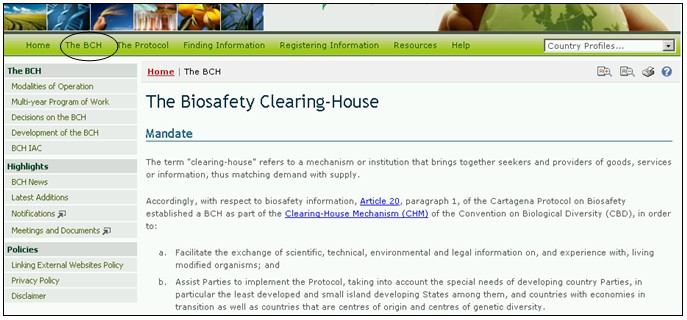 Home The BCH The Protocol Finding Information Registering Information Resources Help Country Profiles...
The BCH
Modalities of Operation
Multi-year Program of Work
Decisions on the BCH
Development of the BCH
BCH IAC
Highlights
BCH News
Latest Additions
Notifications
Meetings and Documents
Policies
Linking External Websites Policy
Privacy Policy
Disclaimer
Home | The BCH
The Biosafety Clearing-House
Mandate
The term "clearing-house" refers to a mechanism or institution that brings together seekers and providers of goods, services
or information, thus matching demand with supply.
Accordingly, with respect to biosafety information, Article 20, paragraph 1, of the Cartagena Protocol on Biosafety
established a BCH as part of the Clearing-House Mechanism (CHM) of the Convention on Biological Diversity (CBD), in order
to:
a. Facilitate the exchange of scientific, technical, environmental and legal information on, and experience with, living
modified organisms; and
b. Assist Parties to implement the Protocol, taking into account the special needs of developing country Parties, in
particular the least developed and small island developing States among them, and countries with economies in
transition as well as countries that are centres of origin and centres of genetic diversity.